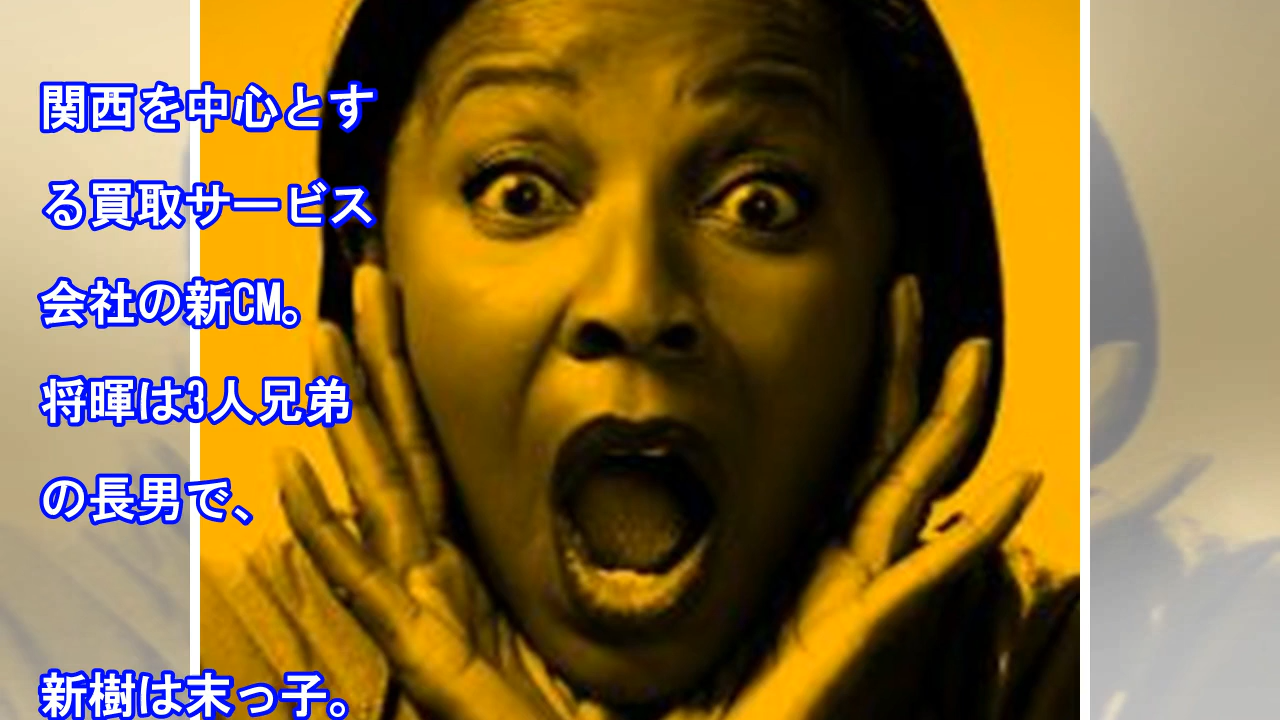 関西を中心とす
る買取サービス
会社の新CM。
将暉は3人兄弟
の長男で、
新樹は末っ子。